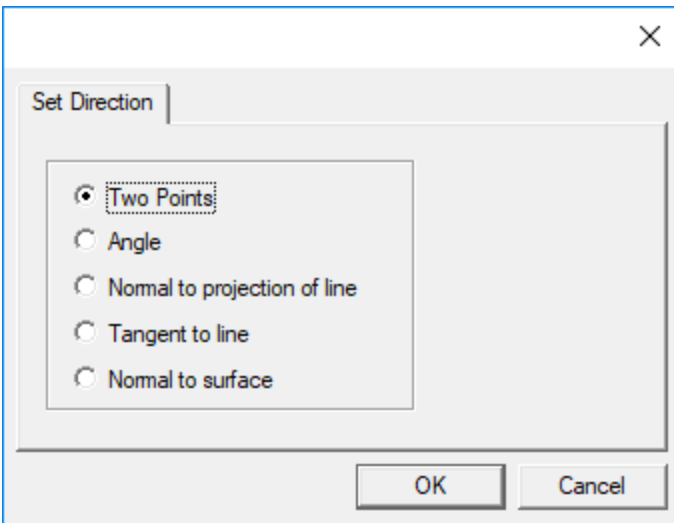 Set Direction
Two Points
Angle
Normal to projection of line
Tangent to line
Normal to surface
OK
Cancel